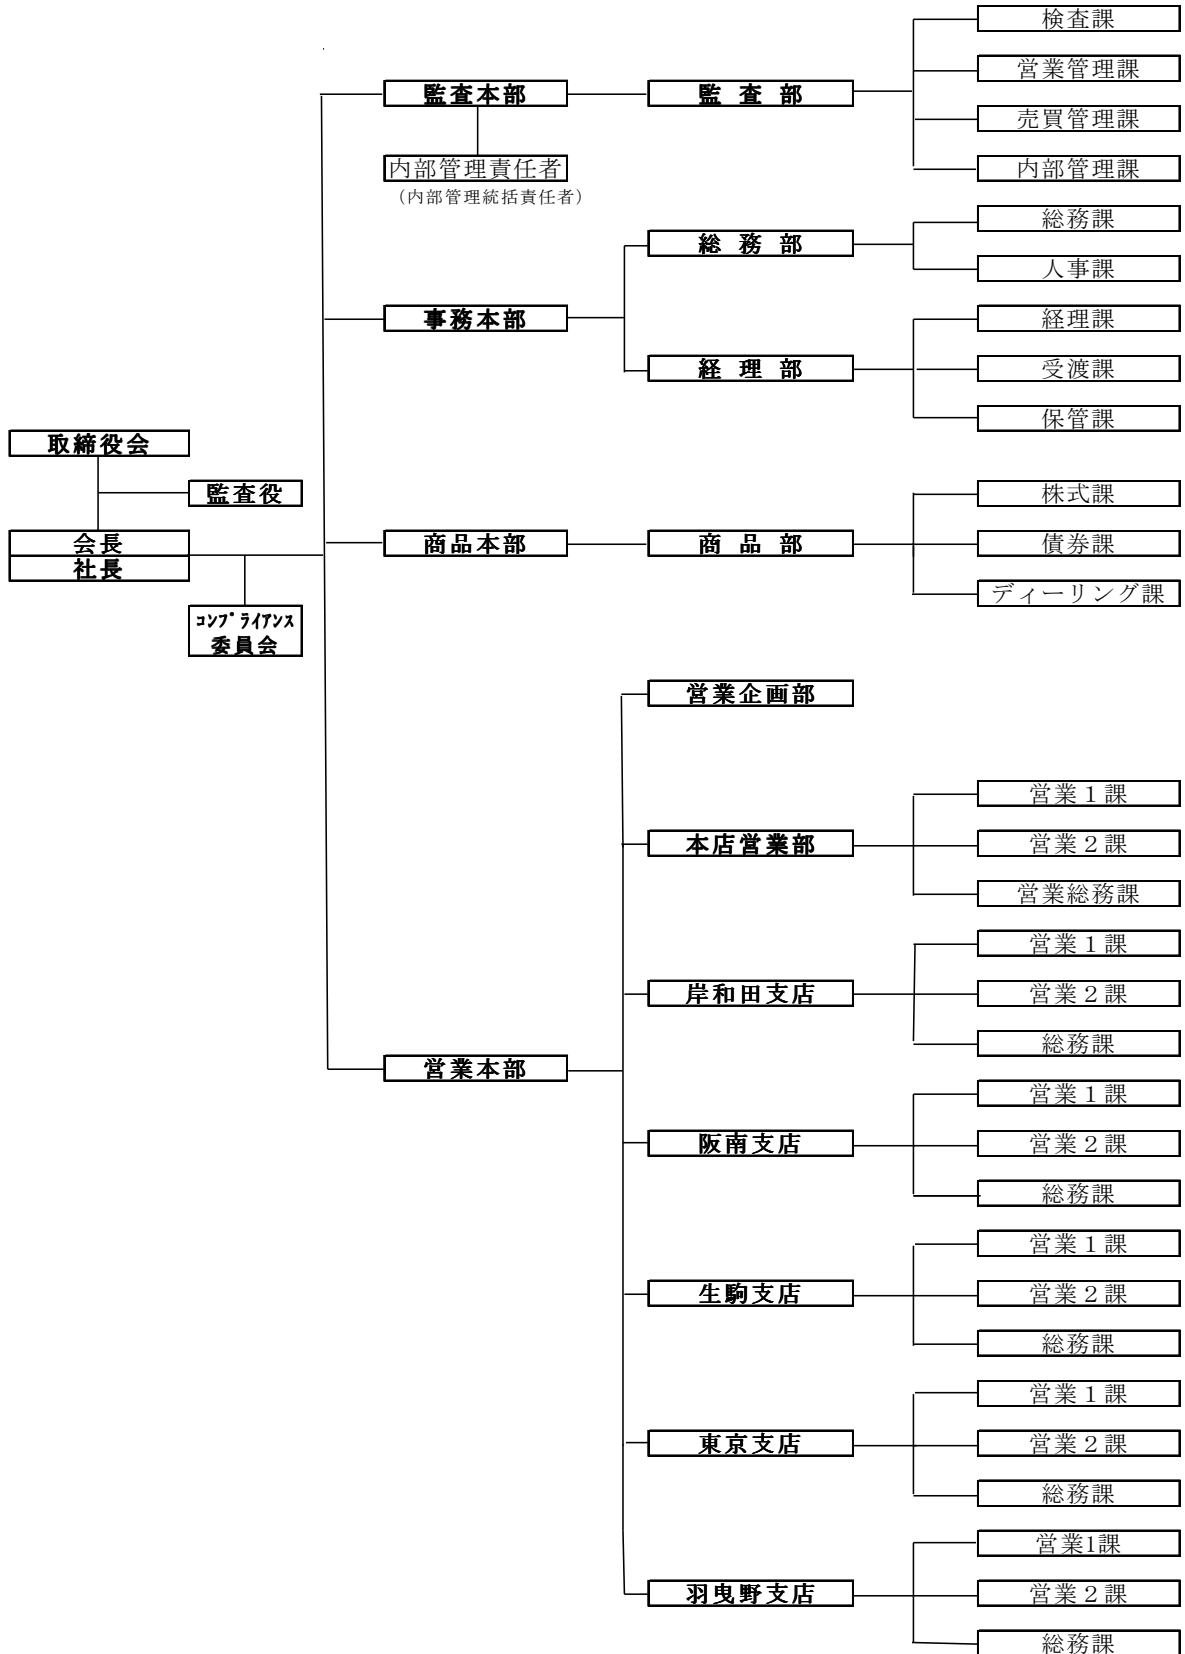 検査課
営業管理課
監査本部
監 査 部
売買管理課
内部管理責任者
内部管理課
（内部管理統括責任者）
総務課
総 務 部
人事課
事務本部
経理課
経 理 部
受渡課
保管課
取締役会
監査役
株式課
会長
商品本部
商 品 部
債券課
社長
ディーリング課
ｺﾝﾌﾟﾗｲｱﾝｽ
委員会
営業企画部
営業１課
本店営業部
営業２課
営業総務課
営業１課
岸和田支店
営業２課
総務課
営業本部
営業１課
阪南支店
営業２課
総務課
営業１課
生駒支店
営業２課
総務課
営業１課
東京支店
営業２課
総務課
営業1課
羽曳野支店
営業２課
総務課